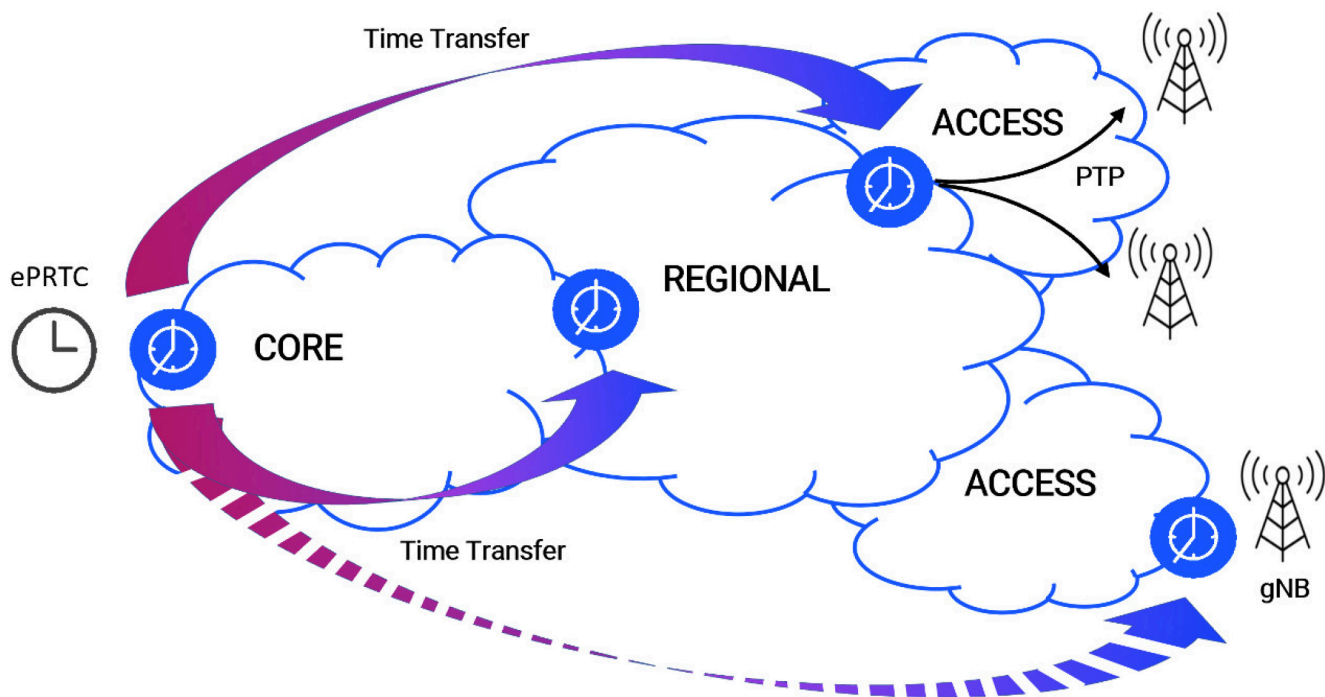 Time Transfer
ACCESS
PTP
ePRTC
REGIONAL
CORE
ACCESS
Time Transfer
gNB